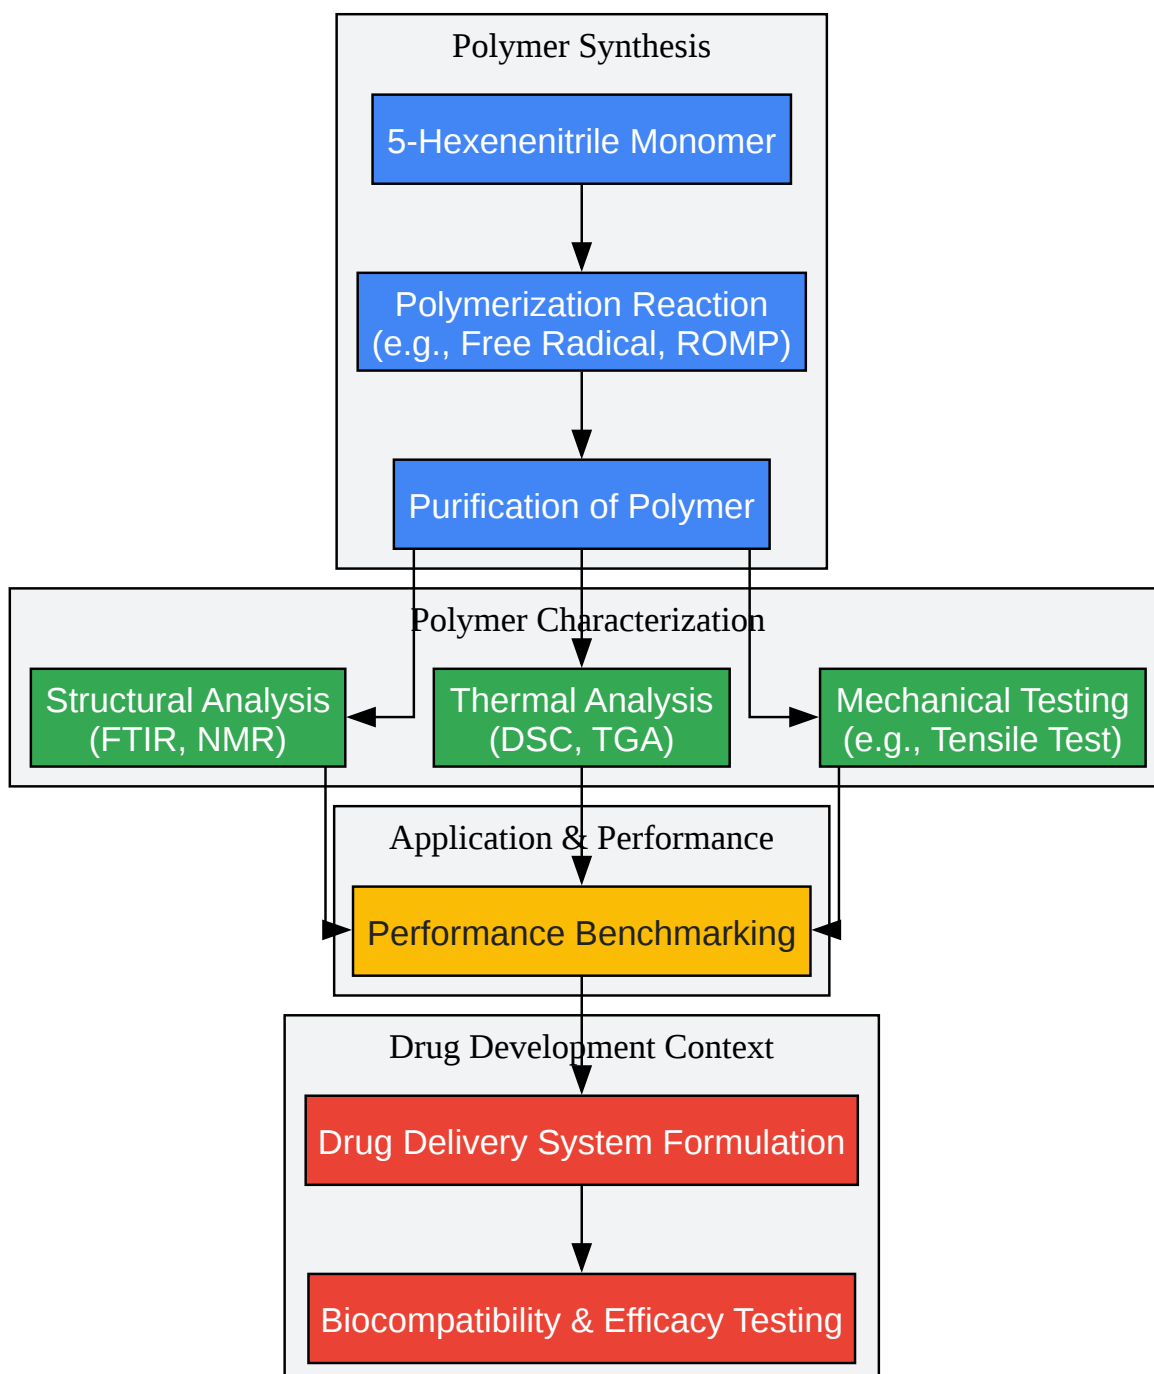 Polymer Synthesis
5-Hexenenitrile Monomer
Polymerization Reaction
(e.g., Free Radical, ROMP)
Purification of Polymer
Polymer Characterization
Structural Analysis
(FTIR, NMR)
Thermal Analysis
(DSC, TGA)
Mechanical Testing
(e.g., Tensile Test)
Application & Performance
Performance Benchmarking
Drug Development Context
Drug Delivery System Formulation
Biocompatibility & Efficacy Testing